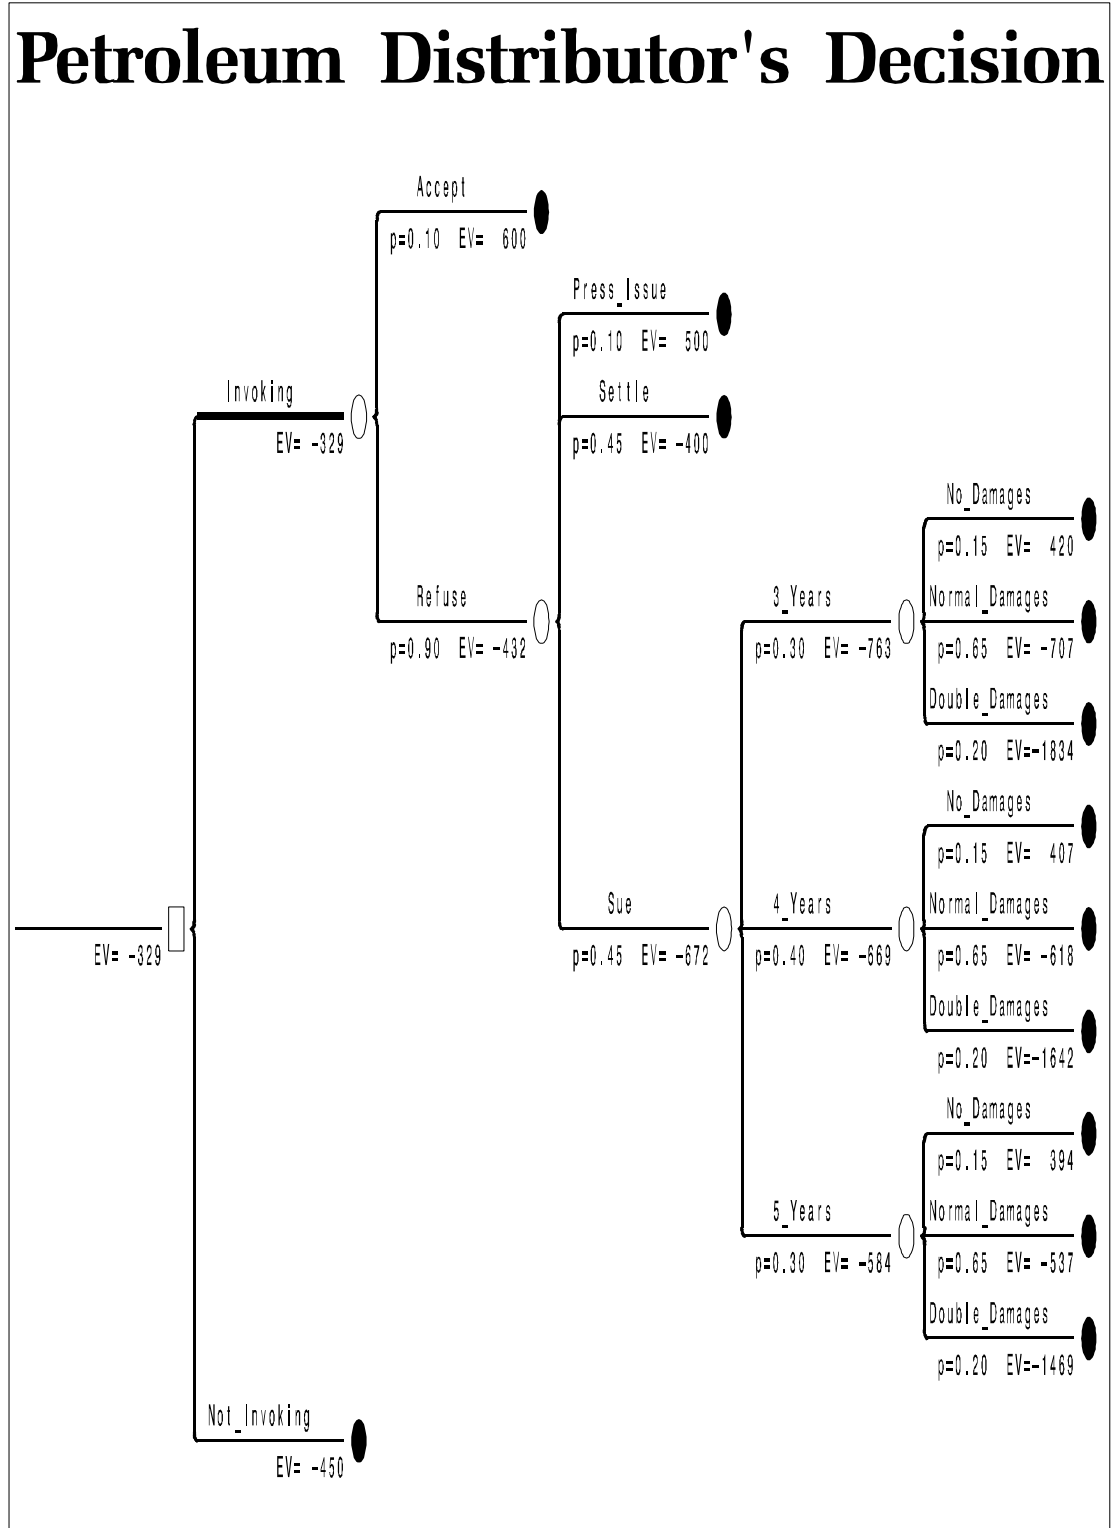 Petroleum Distributor's Decision
Accept
p=0.10 EV= 600
Press_Issue
p=0.10 EV= 500
Invoking
Settle
EV= -329
p=0.45 EV= -400
No_Damages
p=0.15 EV= 420
Refuse
3_Years
Normal_Damages
p=0.90 EV= -432
p=0.30 EV= -763
p=0.65 EV= -707
Double_Damages
p=0.20 EV=-1834
No_Damages
p=0.15 EV= 407
Sue
4_Years
Normal_Damages
EV= -329
p=0.45 EV= -672
p=0.40 EV= -669
p=0.65 EV= -618
Double_Damages
p=0.20 EV=-1642
No_Damages
p=0.15 EV= 394
5_Years
Normal_Damages
p=0.30 EV= -584
p=0.65 EV= -537
Double_Damages
p=0.20 EV=-1469
Not_Invoking
EV= -450